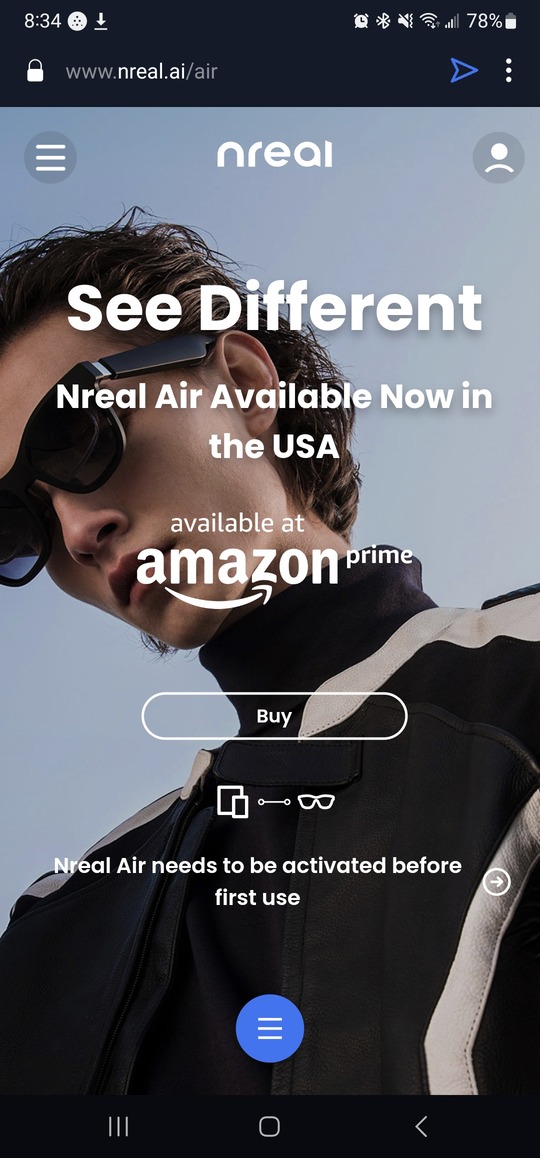 8:34
78%
www.nreal.ai/air
nreal
See Different
Nreal Air Available Now in
the USA
available at
amazon prime
Buy
Nreal Air needs to be activated before
first use